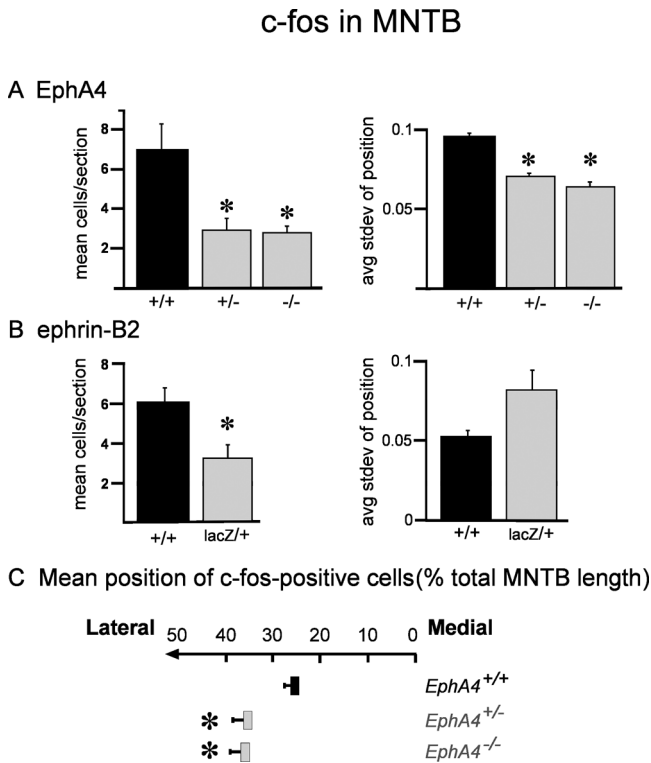 c-fos in MNTB
A EphA4
mean cells/section
8
6
4
2
+/+ +/- -/-
* *
avg stdev of position
0.1
0.05
+/+ +/- -/-
* *
B ephrin-B2
mean cells/section
8
6
4
2
+/+ lacZ/+
*
avg stdev of position
0.1
0.05
0
+/+ lacZ/+
C Mean position of c-fos-positive cells(% total MNTB length)
Lateral 50 40 30 20 10 0 Medial
EphA4+/+
* EphA4+/-
* EphA4-/-